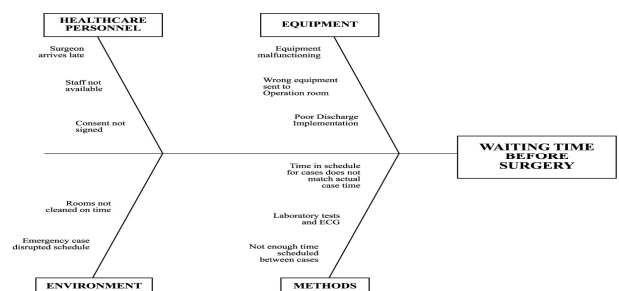 HEALTHCARE
PERSONNEL
EQUIPMENT
Surgeon
arrives late
Staff not
available
Consent not
signed
Equipment
malfunctioning
Wrong equipment
sent to
Operation room
Poor Discharge
Implementation
WAITING TIME
BEFORE
SURGERY
Rooms not
cleaned on time
Emergency case
disrupted schedule
Time in schedule
for cases does not
match actual
case time
Laboratory tests
and ECG
Not enough time
scheduled
between cases
ENVIRONMENT
METHODS